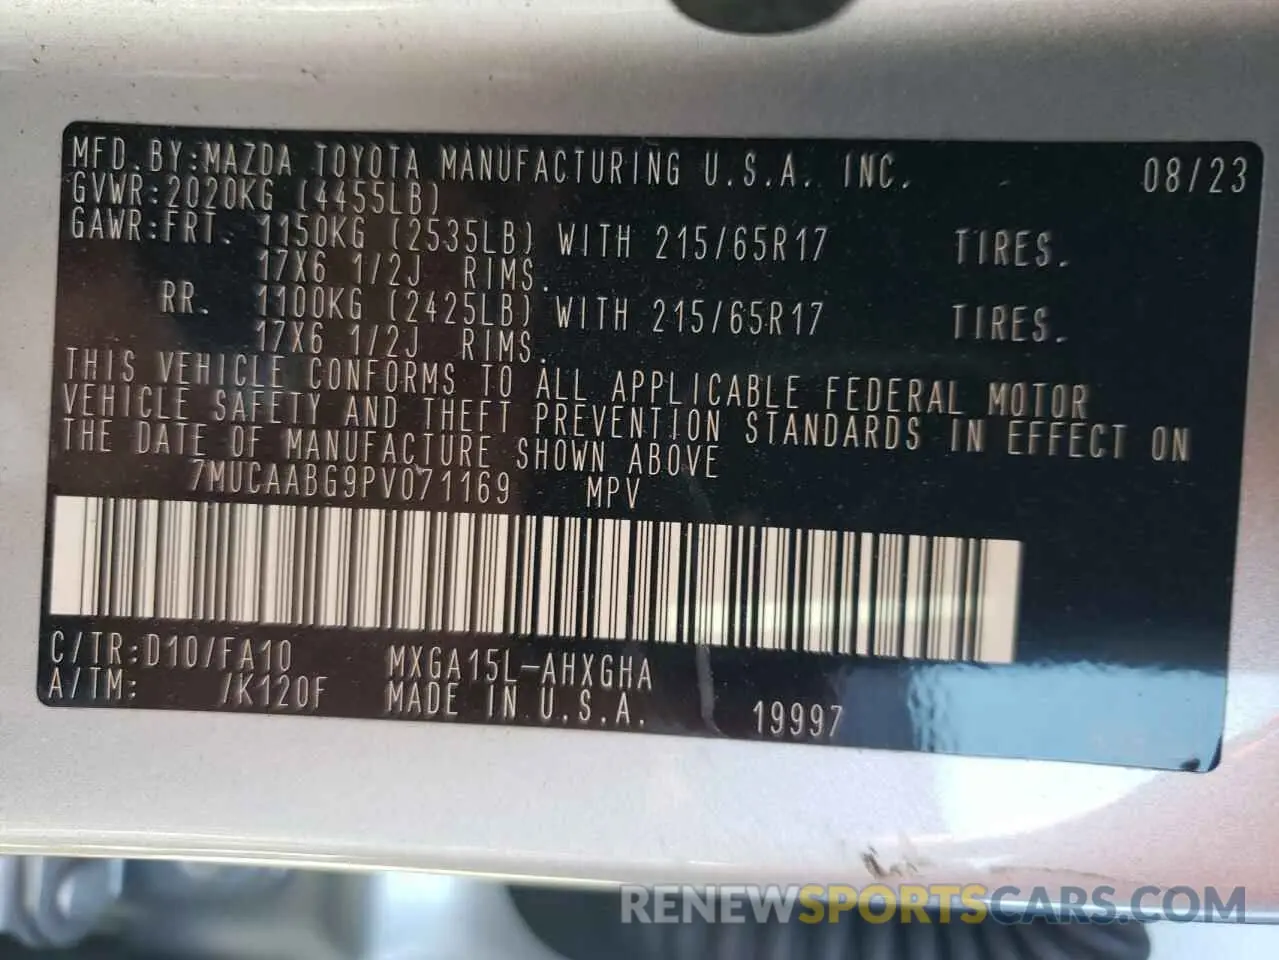 MFD.BY:MAZDA TOYOTA MANUFACTURING U.S.A. INC. 08/23
GVWR:2020KG (4455LB)
GAWR:FRT. 1150KG (2535LB) WITH 215/65R17 TIRES.
17X6 1/2J RIMS.
RR. 1100KG (2425LB) WITH 215/65R17 TIRES.
17X6 1/2J RIMS.
THIS VEHICLE CONFORMS TO ALL APPLICABLE FEDERAL MOTOR
VEHICLE SAFETY AND THEFT PREVENTION STANDARDS IN EFFECT ON
THE DATE OF MANUFACTURE SHOWN ABOVE
7MUCAABG9PV071169 MPV
C/TR:D10/FA10 MXGA15L-AHXGHA
A/TM: /K120F MADE IN U.S.A. 19997
RENEWSPORTSCARS.COM